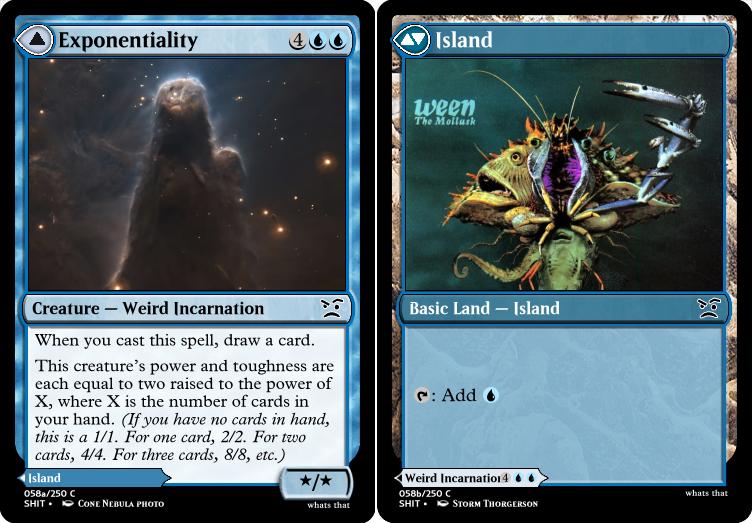 Exponentiality
4
Creature — Weird Incarnation
When you cast this spell, draw a card.
This creature's power and toughness are
each equal to two raised to the power of
X, where X is the number of cards in
your hand. (If you have no cards in hand,
this is a 1/1. For one card, 2/2. For two
cards, 4/4. For three cards, 8/8, etc.)
Island
★/★
058a/250 C
SHIT • Cone Nebula photo
whats that
Island
ween
The Mollusk
Basic Land — Island
: Add
Weird Incarnation 4
058b/250 C
SHIT • Storm Thorgerson
whats that